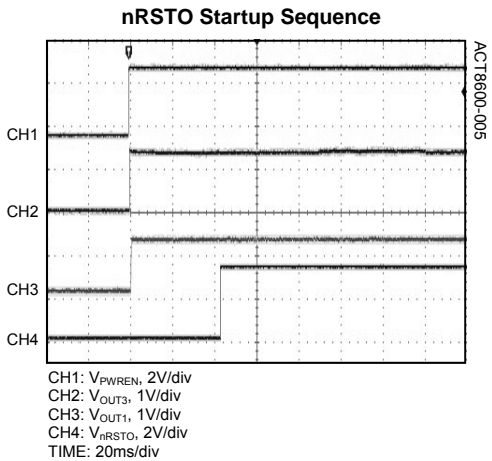 nRSTO Startup Sequence
ACT8600-005
CH1
CH2
CH3
CH4
CH1: VPWREN, 2V/div
CH2: VOUT3, 1V/div
CH3: VOUT1, 1V/div
CH4: VnRSTO, 2V/div
TIME: 20ms/div